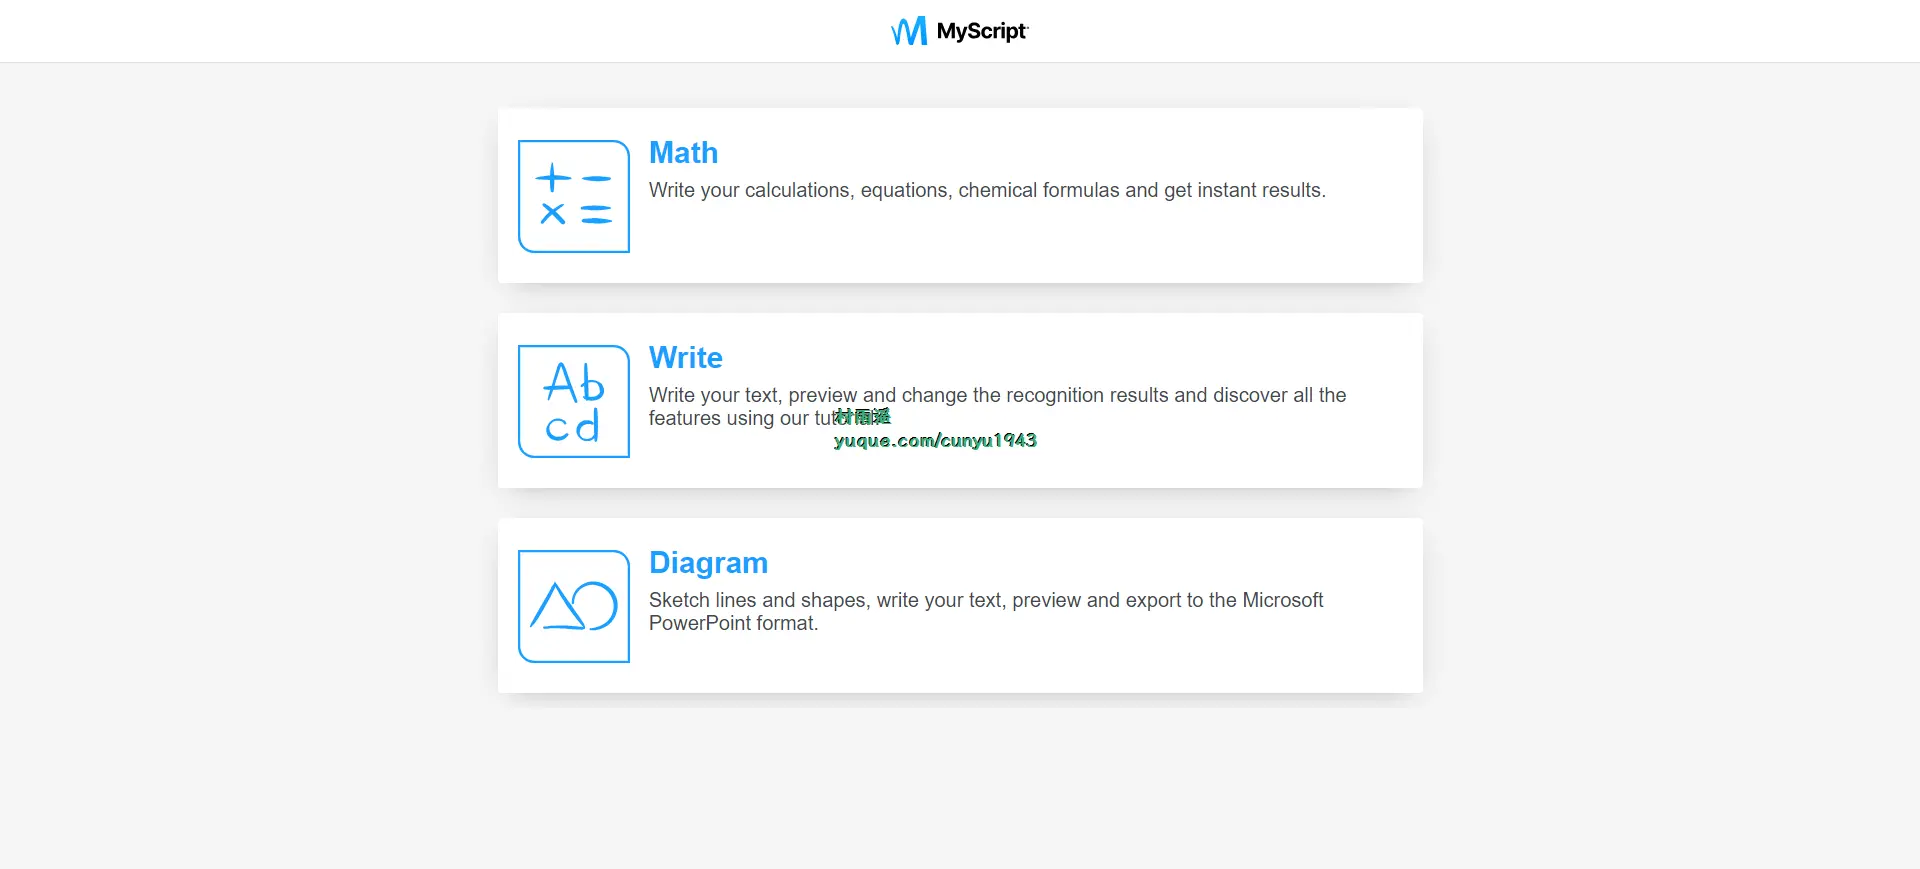 MyScript
Math
Write your calculations, equations, chemical formulas and get instant results.
+ −
× =
Write
Write your text, preview and change the recognition results and discover all the
features using our
Ab
cd
村雨遥
yuque.com/cunyu1943
Diagram
Sketch lines and shapes, write your text, preview and export to the Microsoft
PowerPoint format.